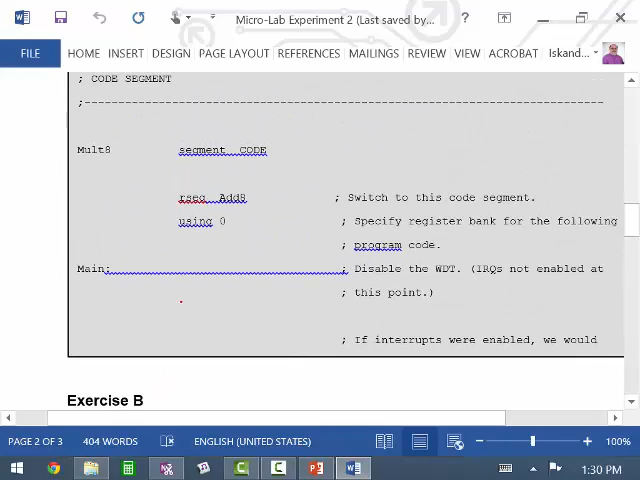 Micro-Lab Experiment 2 (Last saved by...
?
FILE HOME INSERT DESIGN PAGE LAYOUT REFERENCES MAILINGS REVIEW VIEW ACROBAT Iskand...
; CODE SEGMENT
;-----------------------------------------------------------------------------
Mult8 segment CODE
rseg Add8 ; Switch to this code segment.
using 0 ; Specify register bank for the following
; program code.
Main: ; Disable the WDT. (IRQs not enabled at
; this point.)
; If interrupts were enabled, we would
Exercise B
PAGE 2 OF 3 404 WORDS ENGLISH (UNITED STATES) 100%
1:30 PM